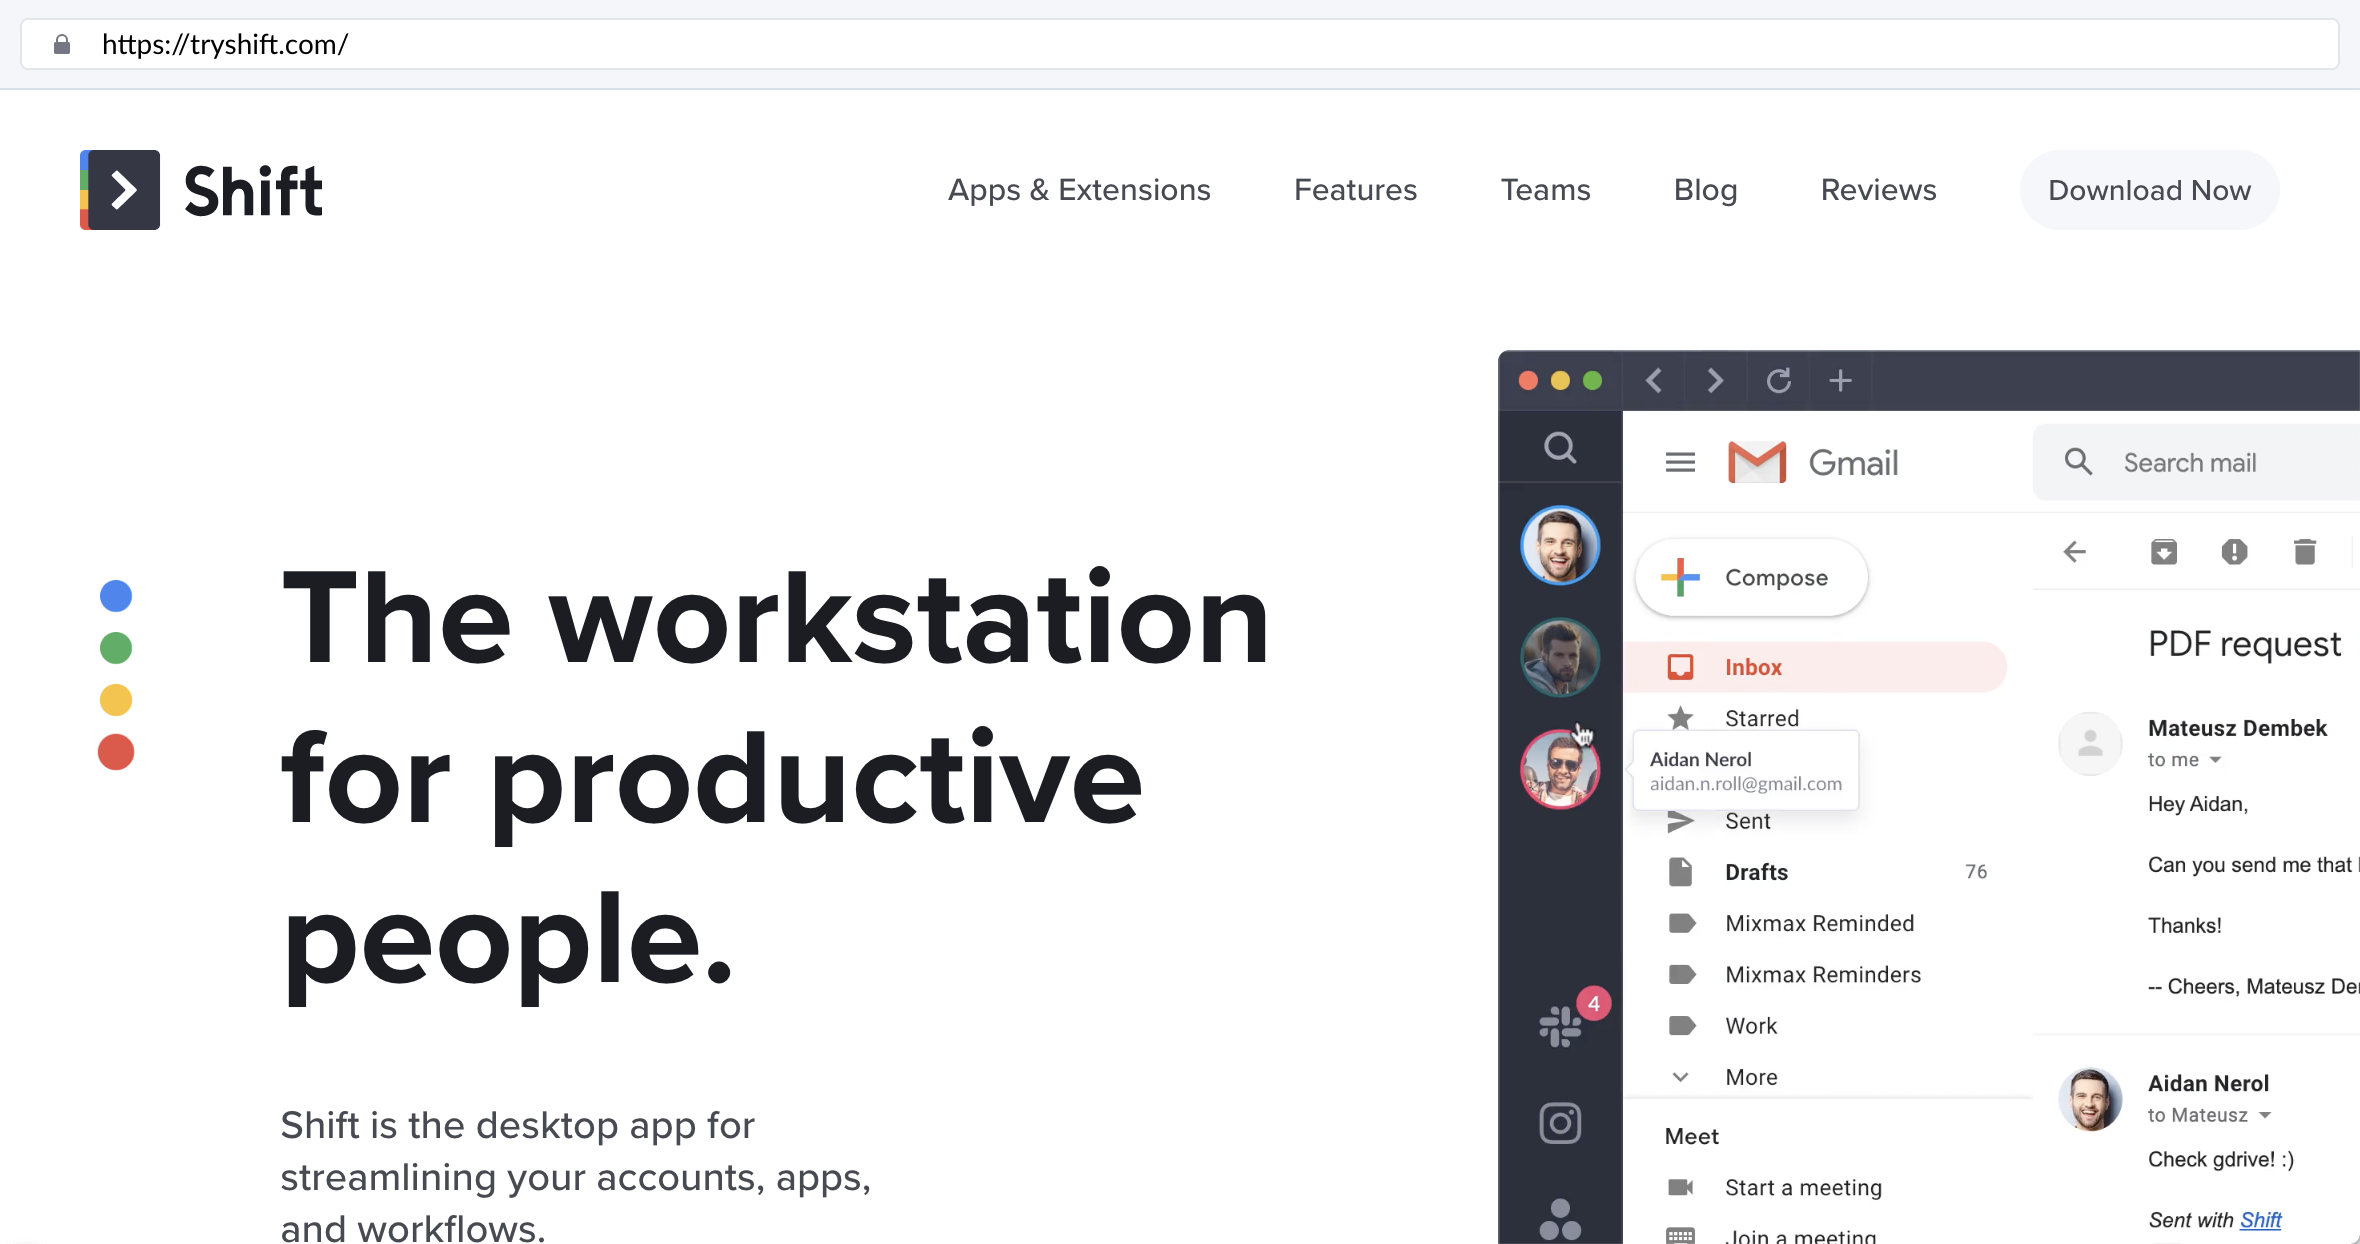 https://tryshift.com/
Shift
Apps & Extensions
Features
Teams
Blog
Reviews
Download Now
The workstation
for productive
people.
Shift is the desktop app for
streamlining your accounts, apps,
and workflows.
Gmail
Search mail
Compose
Inbox
Starred
Aidan Nerol
aidan.n.roll@gmail.com
Sent
Drafts 76
Mixmax Reminded
Mixmax Reminders
Work
More
4
Meet
Start a meeting
Join a meeting
PDF request
Mateusz Dembek
to me
Hey Aidan,
Can you send me that
Thanks!
-- Cheers, Mateusz
Aidan Nerol
to Mateusz
Check gdrive! :)
Sent with Shift